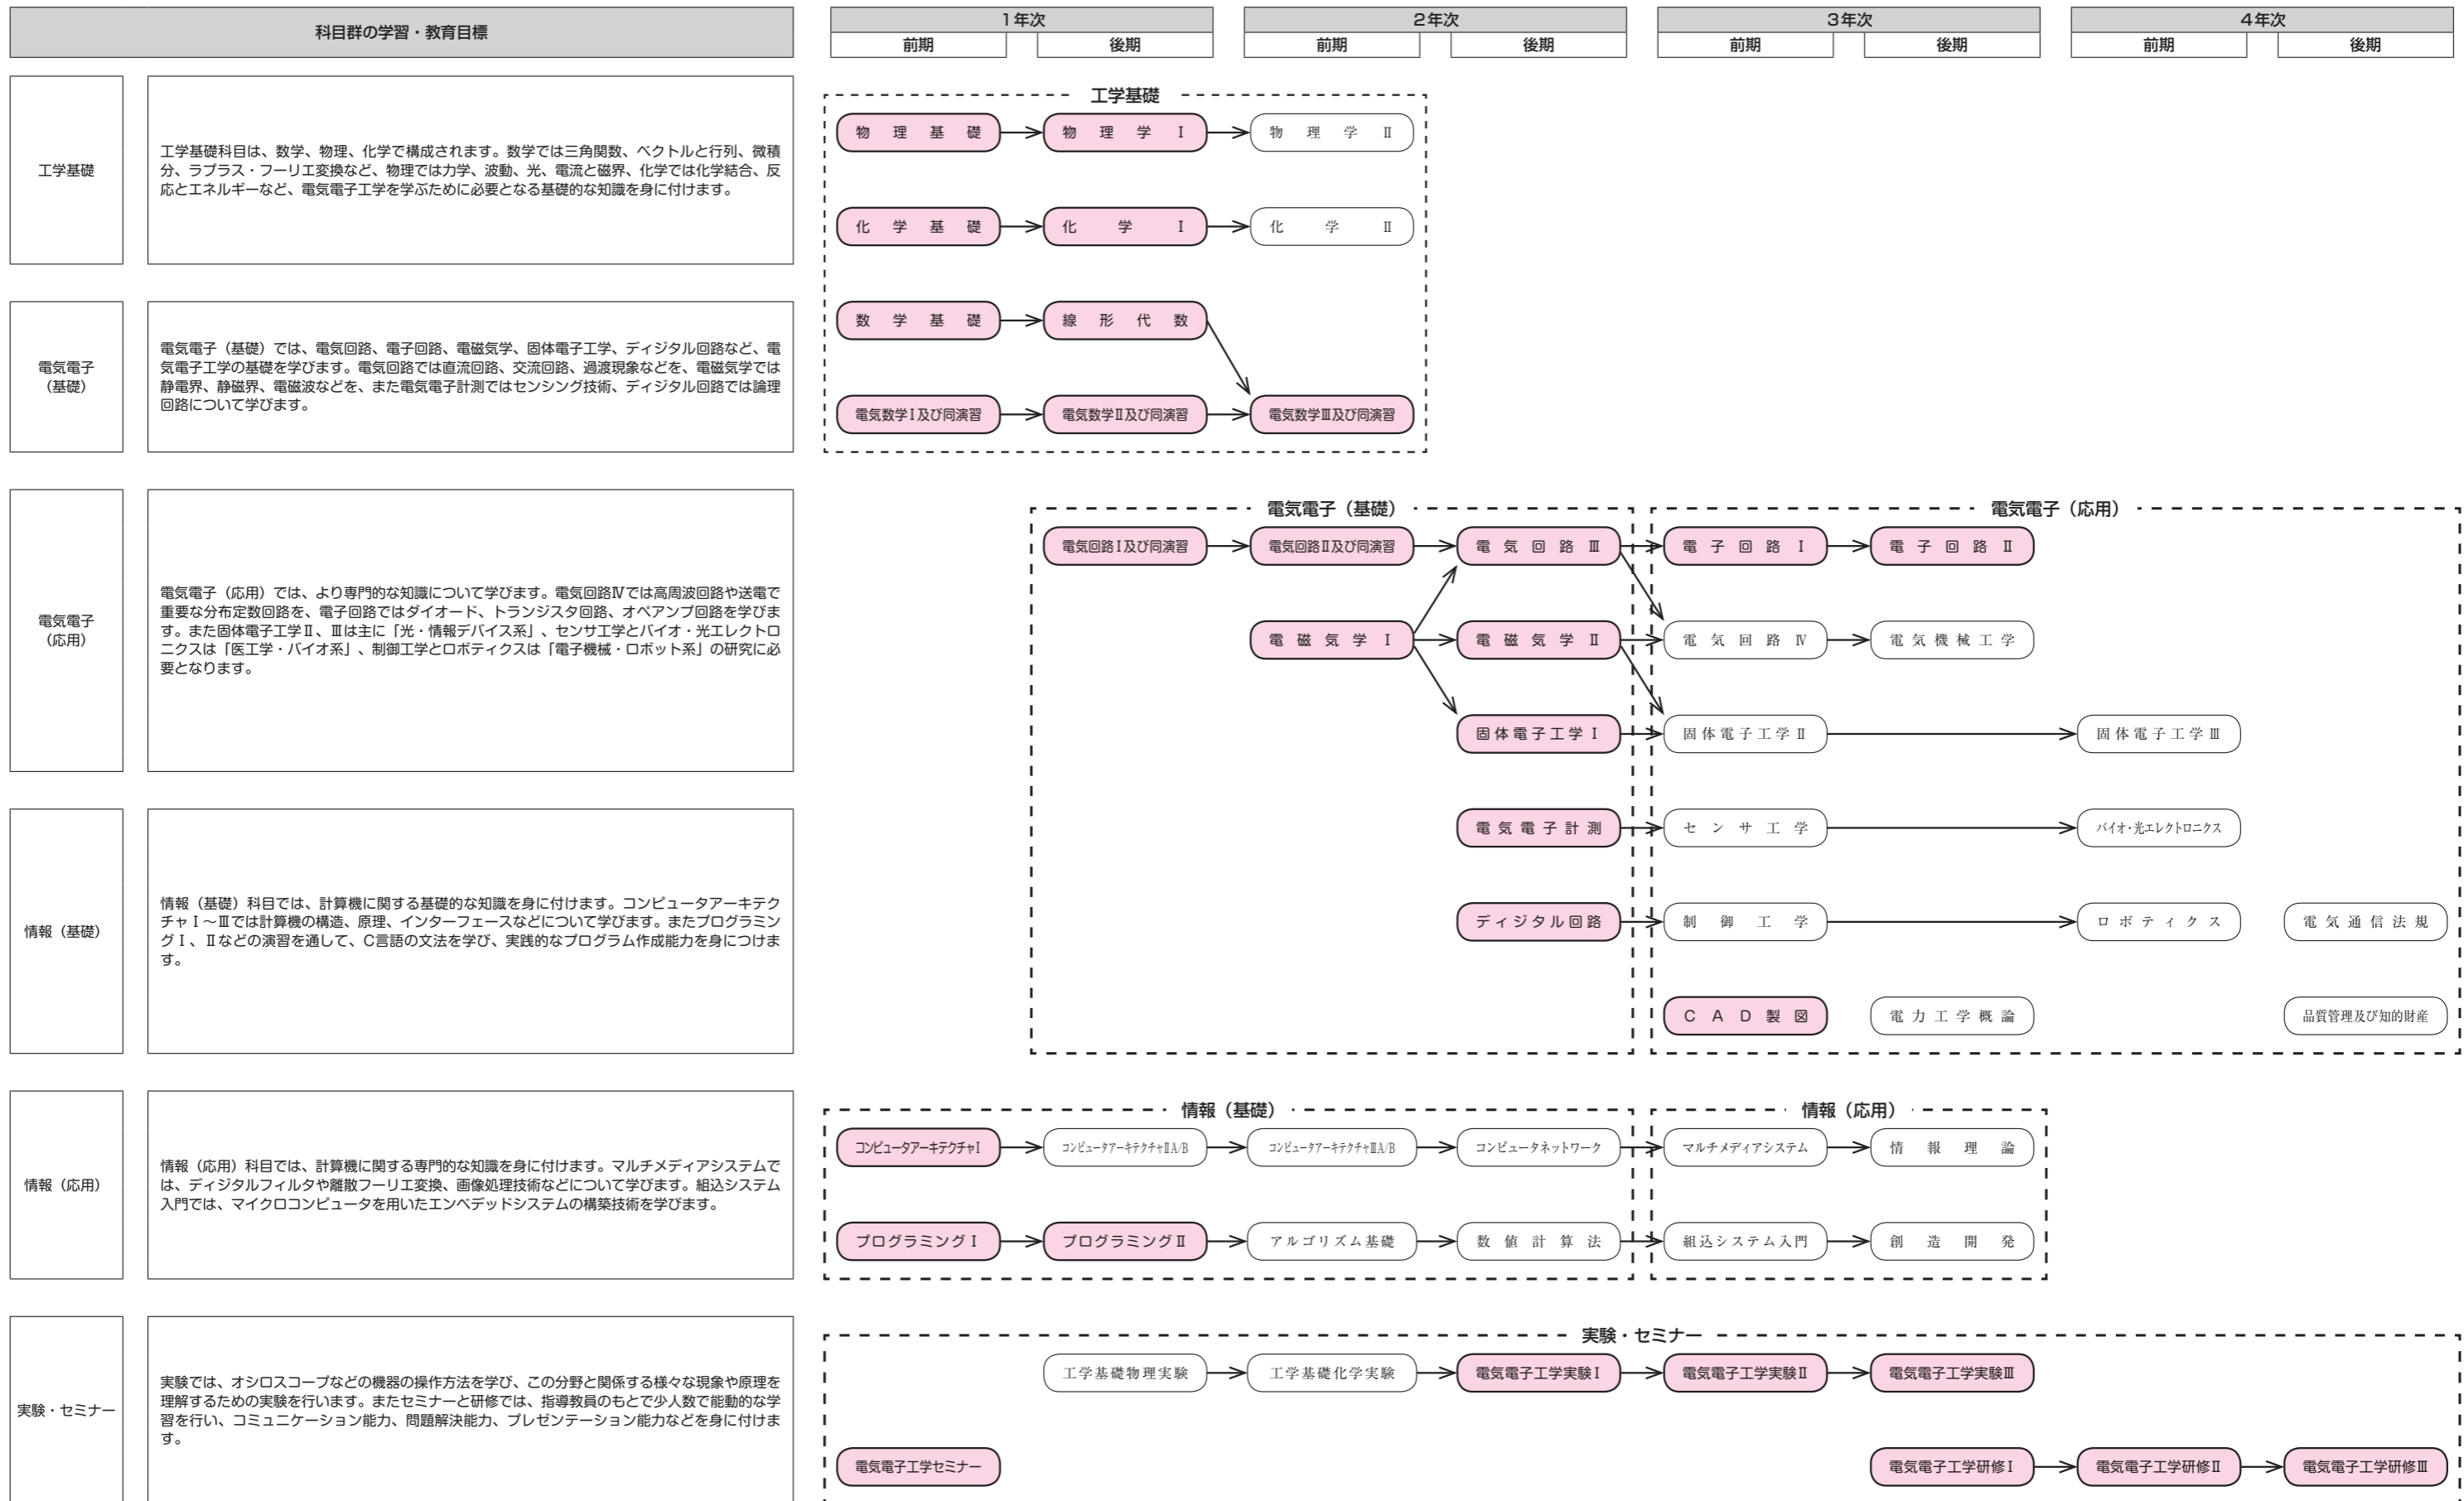 科目群の学習・教育目標
1年次
2年次
3年次
4年次
前期
後期
前期
後期
前期
後期
前期
後期
工学基礎
工学基礎科目は、数学、物理、化学で構成されます。数学では三角関数、ベクトルと行列、微積
分、ラプラス・フーリエ変換など、物理では力学、波動、光、電流と磁界、化学では化学結合、反
応とエネルギーなど、電気電子工学を学ぶために必要となる基礎的な知識を身に付けます。
電気電子
（基礎）
電気電子（基礎）では、電気回路、電子回路、電磁気学、固体電子工学、ディジタル回路など、電
気電子工学の基礎を学びます。電気回路では直流回路、交流回路、過渡現象などを、電磁気学では
静電界、静磁界、電磁波などを、また電気電子計測ではセンシング技術、ディジタル回路では論理
回路について学びます。
電気電子
（応用）
電気電子（応用）では、より専門的な知識について学びます。電気回路Ⅳでは高周波回路や送電で
重要な分布定数回路を、電子回路ではダイオード、トランジスタ回路、オペアンプ回路を学びま
す。また固体電子工学Ⅱ、Ⅲは主に「光・情報デバイス系」、センサ工学とバイオ・光エレクトロ
ニクスは「医工学・バイオ系」、制御工学とロボティクスは「電子機械・ロボット系」の研究に必
要となります。
情報（基礎）
情報（基礎）科目では、計算機に関する基礎的な知識を身に付けます。コンピュータアーキテク
チャⅠ～Ⅲでは計算機の構造、原理、インターフェースなどについて学びます。またプログラミン
グⅠ、Ⅱなどの演習を通して、C言語の文法を学び、実践的なプログラム作成能力を身につけま
す。
情報（応用）
情報（応用）科目では、計算機に関する専門的な知識を身に付けます。マルチメディアシステムで
は、ディジタルフィルタや離散フーリエ変換、画像処理技術などについて学びます。組込システム
入門では、マイクロコンピュータを用いたエンベデッドシステムの構築技術を学びます。
実験・セミナー
実験では、オシロスコープなどの機器の操作方法を学び、この分野と関係する様々な現象や原理を
理解するための実験を行います。またセミナーと研修では、指導教員のもとで少人数で能動的な学
習を行い、コミュニケーション能力、問題解決能力、プレゼンテーション能力などを身に付けま
す。
工学基礎
物理基礎
物理学Ⅰ
物理学Ⅱ
化学基礎
化学Ⅰ
化学Ⅱ
数学基礎
線形代数
電気数学Ⅰ及び同演習
電気数学Ⅱ及び同演習
電気数学Ⅲ及び同演習
電気電子（基礎）
電気電子（応用）
電気回路Ⅰ及び同演習
電気回路Ⅱ及び同演習
電気回路Ⅲ
電子回路Ⅰ
電子回路Ⅱ
電磁気学Ⅰ
電磁気学Ⅱ
電気回路Ⅳ
電気機械工学
固体電子工学Ⅰ
固体電子工学Ⅱ
固体電子工学Ⅲ
電気電子計測
センサ工学
バイオ・光エレクトロニクス
ディジタル回路
制御工学
ロボティクス
電気通信法規
CAD製図
電力工学概論
品質管理及び知的財産
情報（基礎）
情報（応用）
コンピュータアーキテクチャⅠ
コンピュータアーキテクチャⅡA/B
コンピュータアーキテクチャⅢA/B
コンピュータネットワーク
マルチメディアシステム
情報理論
プログラミングⅠ
プログラミングⅡ
アルゴリズム基礎
数値計算法
組込システム入門
創造開発
実験・セミナー
工学基礎物理実験
工学基礎化学実験
電気電子工学実験Ⅰ
電気電子工学実験Ⅱ
電気電子工学実験Ⅲ
電気電子工学セミナー
電気電子工学研修Ⅰ
電気電子工学研修Ⅱ
電気電子工学研修Ⅲ